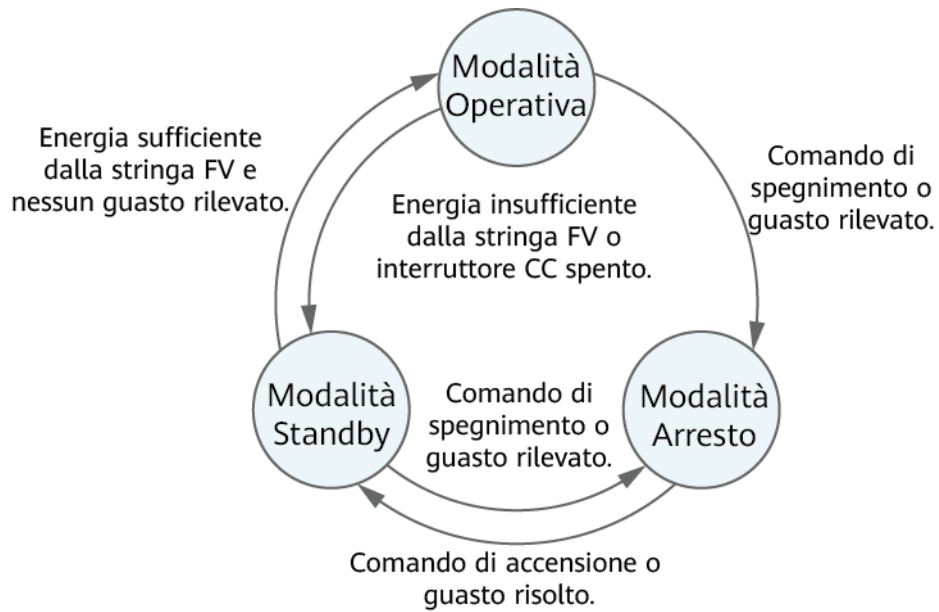 Modalità
Operativa
Energia sufficiente
dalla stringa FV e
nessun guasto rilevato.
Comando di
spegnimento o
guasto rilevato.
Energia insufficiente
dalla stringa FV o
interruttore CC spento.
Modalità
Standby
Comando di
spegnimento o
guasto rilevato.
Modalità
Arresto
Comando di accensione o
guasto risolto.